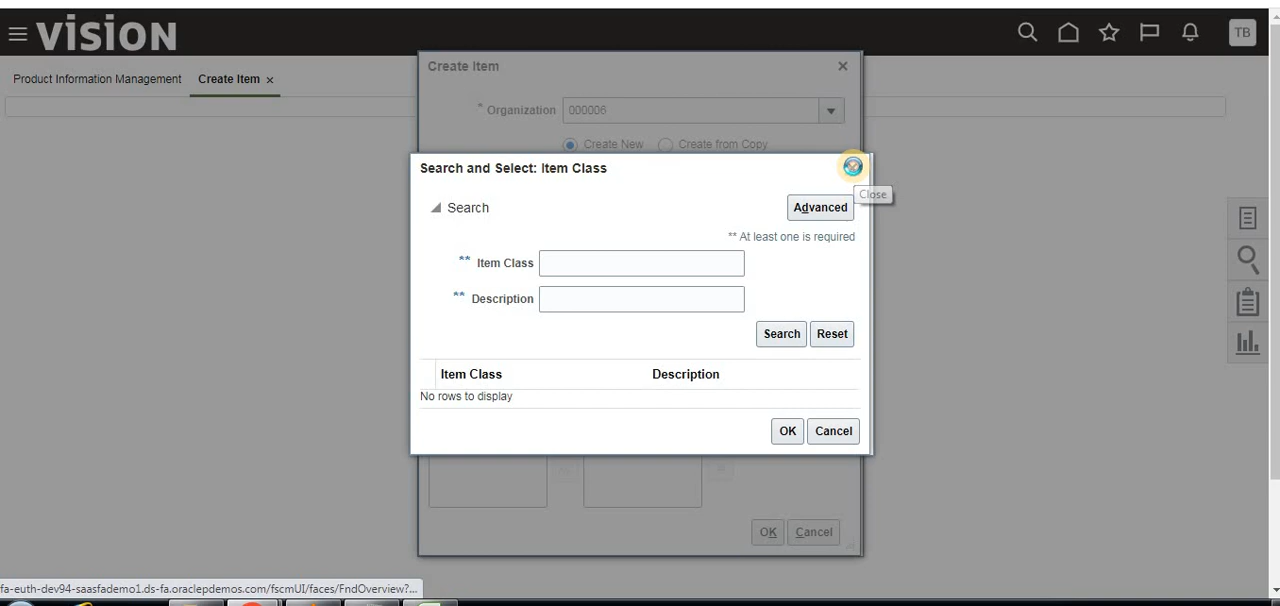 vision
TB
Product Information Management
Create Item ×
Create Item
* Organization 000006
Create New Create from Copy
Search and Select: Item Class
Close
Search
Advanced
** At least one is required
** Item Class
** Description
Search Reset
Item Class Description
No rows to display
OK Cancel
OK Cancel
fa-euth-dev94-saasfademo1.ds-fa.oraclepdemos.com/fscmUI/faces/FndOverview?...